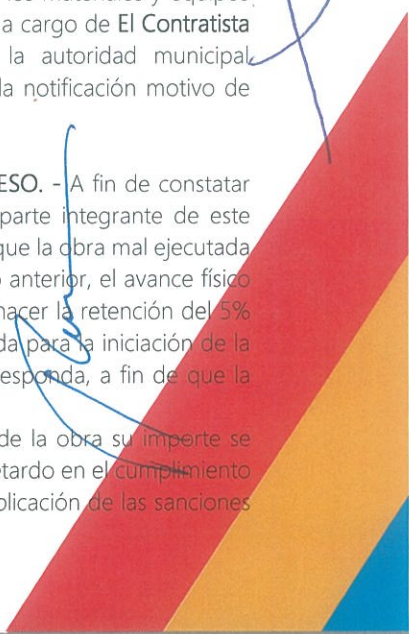 a cargo de El Contratista
la autoridad municipal
la notificación motivo de
ESO. - A fin de constatar
parte integrante de este
que la obra mal ejecutada
o anterior, el avance físico
hacer la retención del 5%
da para la iniciación de la
esponda, a fin de que la
de la obra su importe se
etardo en el cumplimiento
plicación de las sanciones